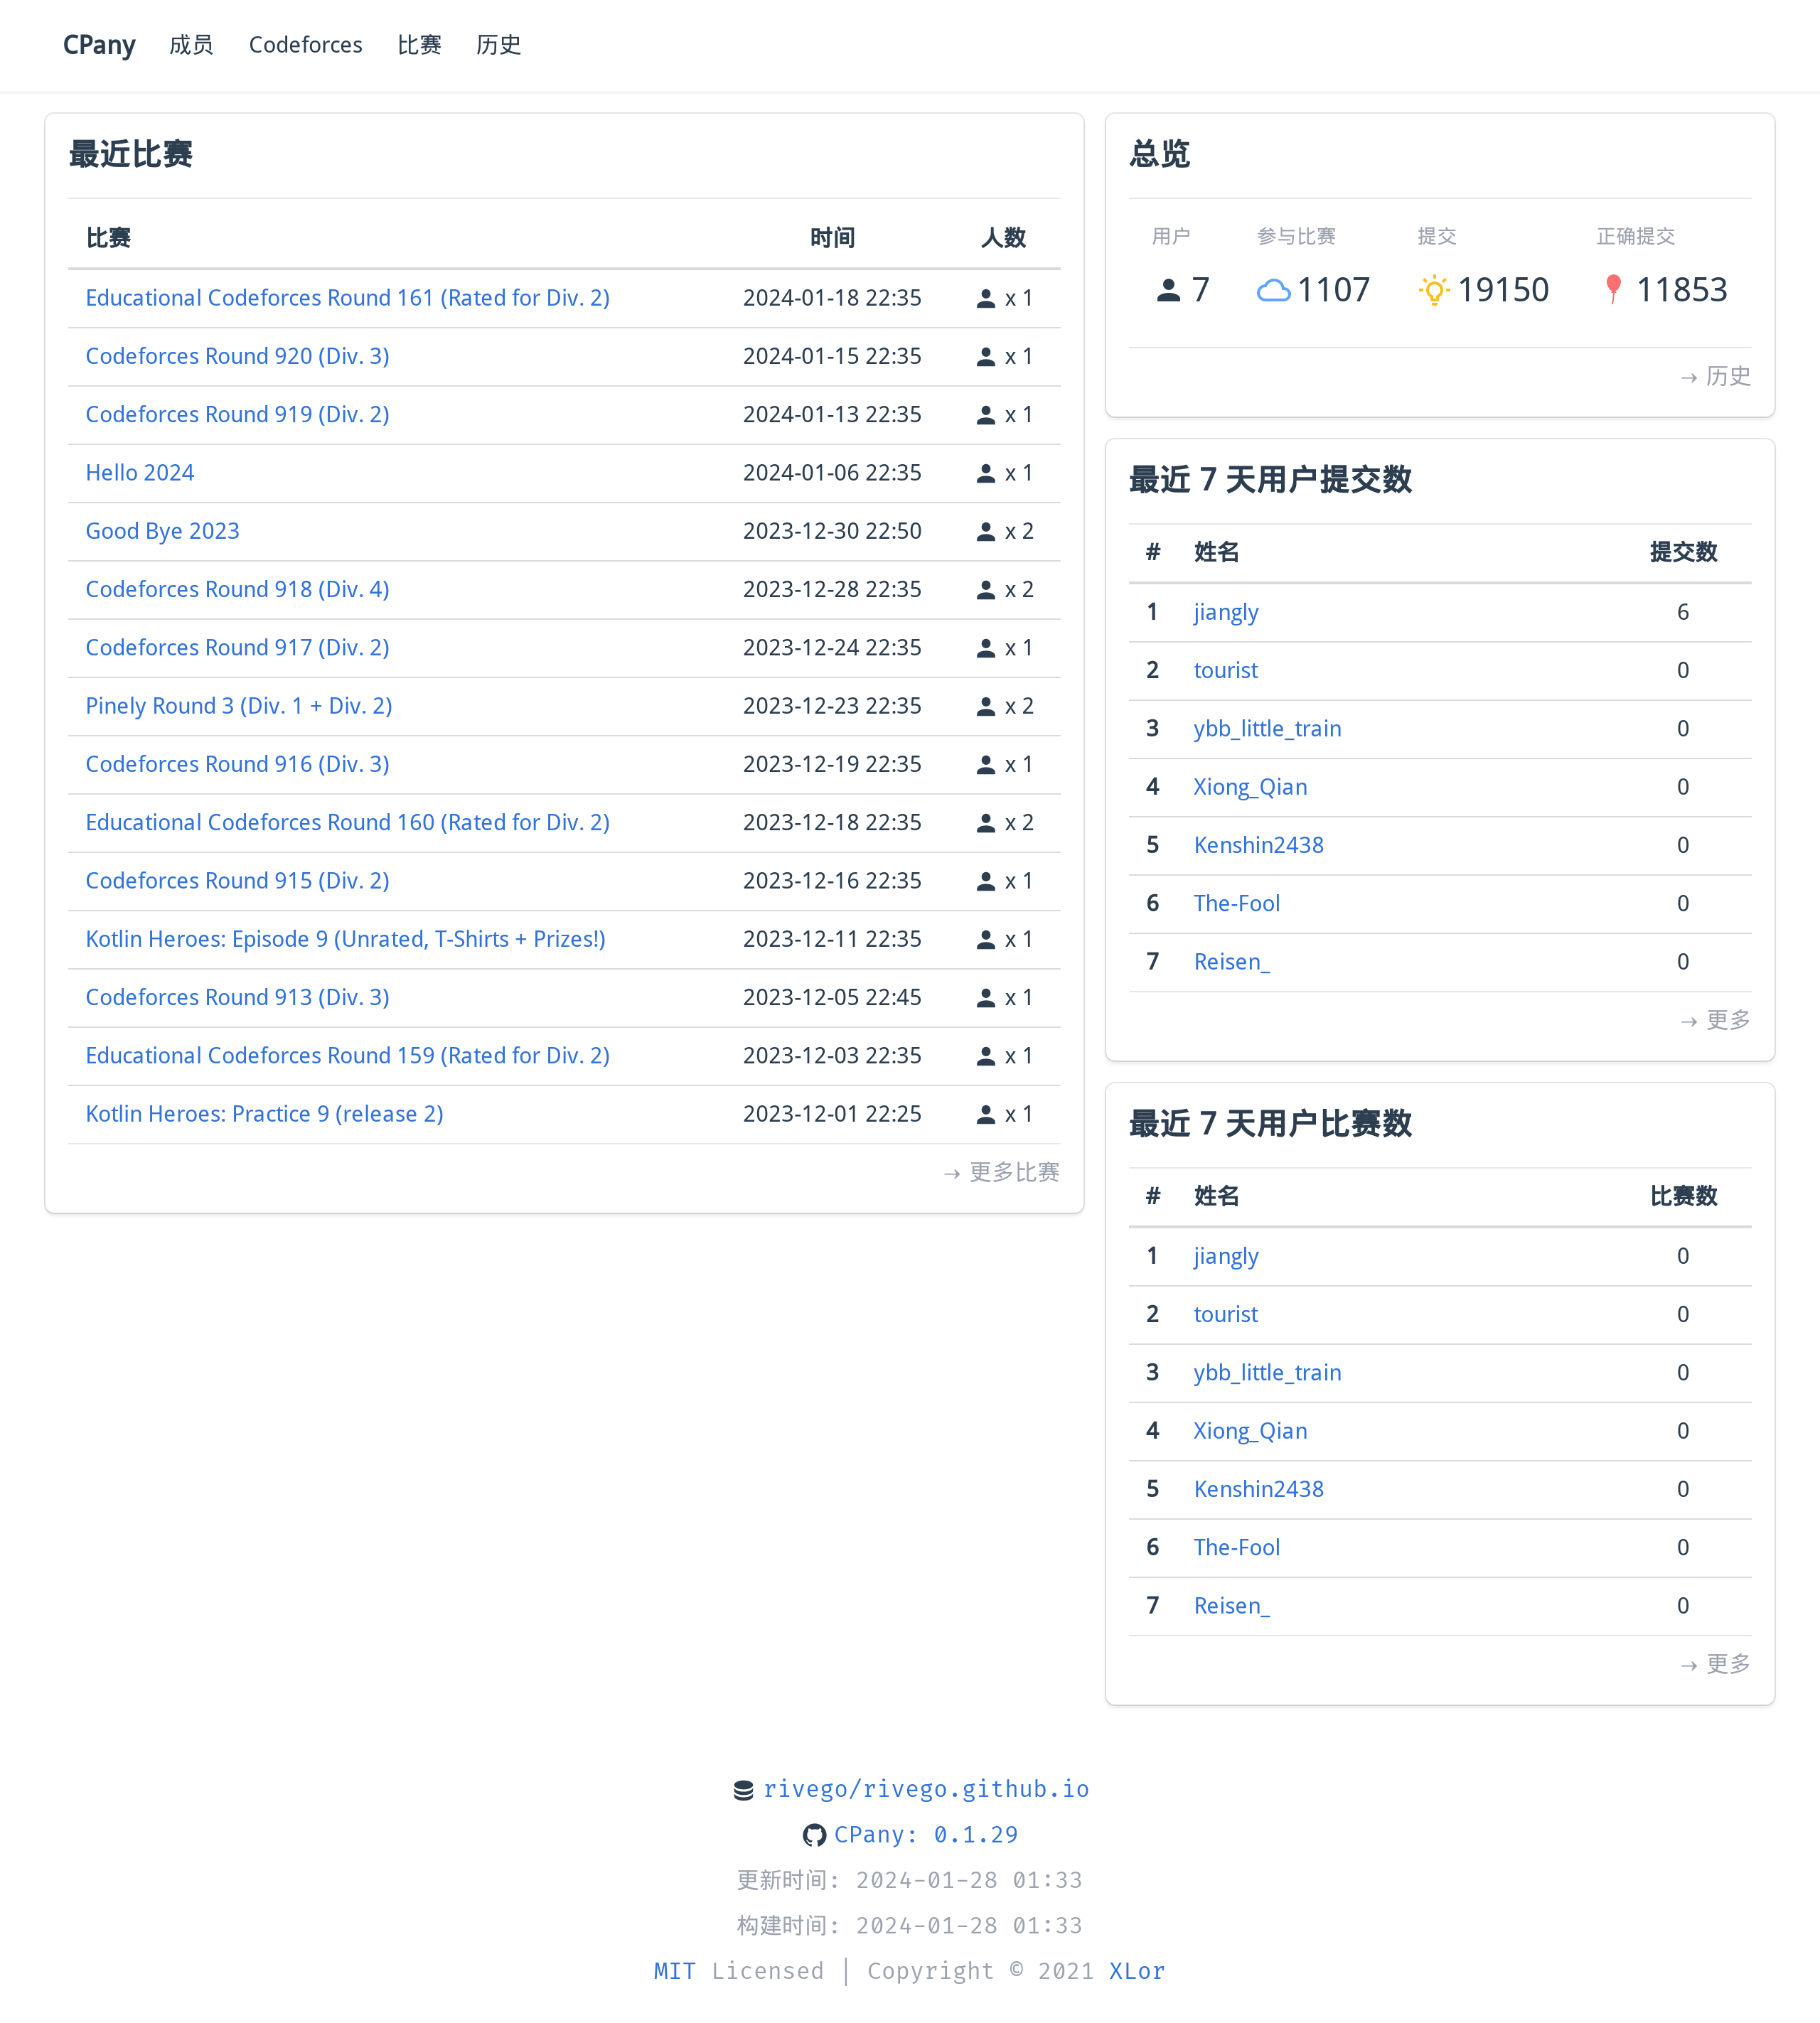 CPany 成员 Codeforces 比赛 历史
最近比赛
比赛 时间 人数
Educational Codeforces Round 161 (Rated for Div. 2) 2024-01-18 22:35 x 1
Codeforces Round 920 (Div. 3) 2024-01-15 22:35 x 1
Codeforces Round 919 (Div. 2) 2024-01-13 22:35 x 1
Hello 2024 2024-01-06 22:35 x 1
Good Bye 2023 2023-12-30 22:50 x 2
Codeforces Round 918 (Div. 4) 2023-12-28 22:35 x 2
Codeforces Round 917 (Div. 2) 2023-12-24 22:35 x 1
Pinely Round 3 (Div. 1 + Div. 2) 2023-12-23 22:35 x 2
Codeforces Round 916 (Div. 3) 2023-12-19 22:35 x 1
Educational Codeforces Round 160 (Rated for Div. 2) 2023-12-18 22:35 x 2
Codeforces Round 915 (Div. 2) 2023-12-16 22:35 x 1
Kotlin Heroes: Episode 9 (Unrated, T-Shirts + Prizes!) 2023-12-11 22:35 x 1
Codeforces Round 913 (Div. 3) 2023-12-05 22:45 x 1
Educational Codeforces Round 159 (Rated for Div. 2) 2023-12-03 22:35 x 1
Kotlin Heroes: Practice 9 (release 2) 2023-12-01 22:25 x 1
→ 更多比赛
总览
用户 参与比赛 提交 正确提交
7 1107 19150 11853
→ 历史
最近 7 天用户提交数
# 姓名 提交数
1 jiangly 6
2 tourist 0
3 ybb_little_train 0
4 Xiong_Qian 0
5 Kenshin2438 0
6 The-Fool 0
7 Reisen_ 0
→ 更多
最近 7 天用户比赛数
# 姓名 比赛数
1 jiangly 0
2 tourist 0
3 ybb_little_train 0
4 Xiong_Qian 0
5 Kenshin2438 0
6 The-Fool 0
7 Reisen_ 0
→ 更多
rivego/rivego.github.io
CPany: 0.1.29
更新时间: 2024-01-28 01:33
构建时间: 2024-01-28 01:33
MIT Licensed | Copyright © 2021 XLor